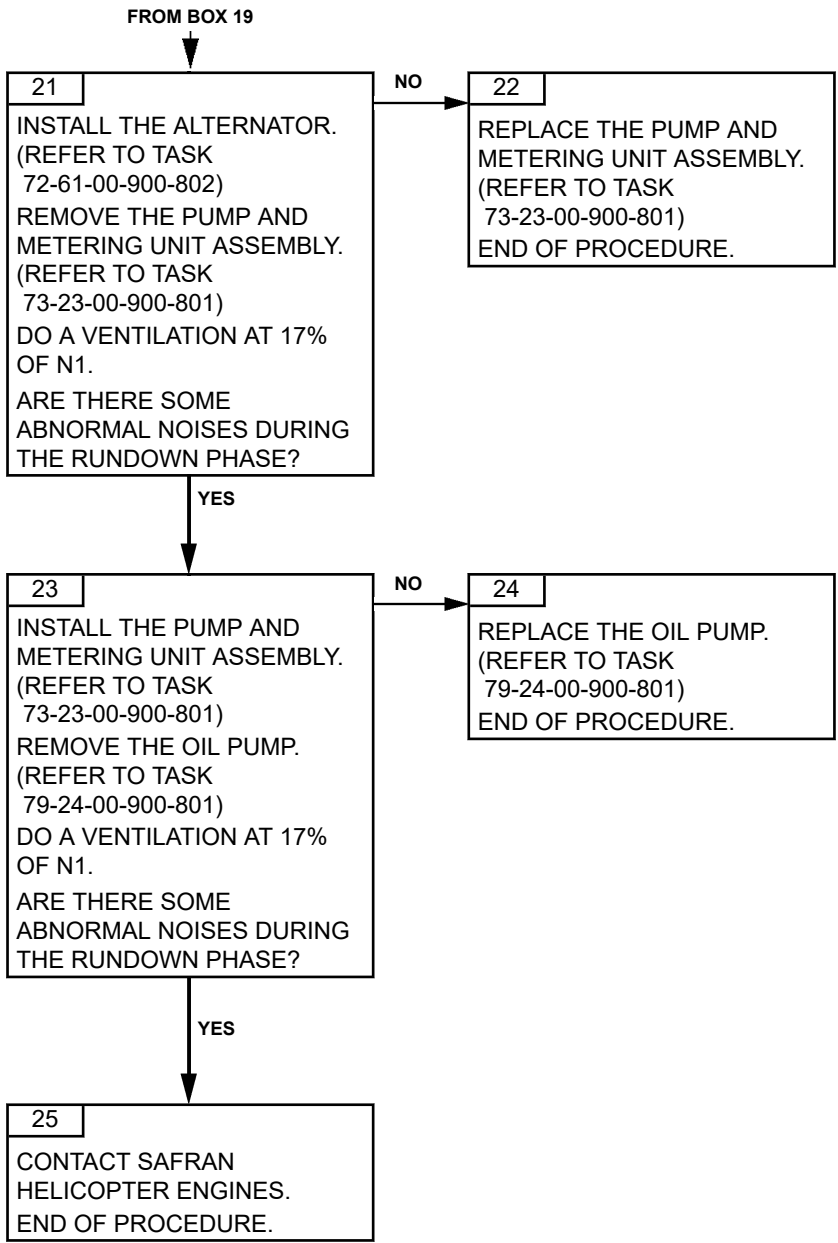 FROM BOX 19
21
INSTALL THE ALTERNATOR.
(REFER TO TASK
72-61-00-900-802)
REMOVE THE PUMP AND
METERING UNIT ASSEMBLY.
(REFER TO TASK
73-23-00-900-801)
DO A VENTILATION AT 17%
OF N1.
ARE THERE SOME
ABNORMAL NOISES DURING
THE RUNDOWN PHASE?
NO
22
REPLACE THE PUMP AND
METERING UNIT ASSEMBLY.
(REFER TO TASK
73-23-00-900-801)
END OF PROCEDURE.
YES
23
INSTALL THE PUMP AND
METERING UNIT ASSEMBLY.
(REFER TO TASK
73-23-00-900-801)
REMOVE THE OIL PUMP.
(REFER TO TASK
79-24-00-900-801)
DO A VENTILATION AT 17%
OF N1.
ARE THERE SOME
ABNORMAL NOISES DURING
THE RUNDOWN PHASE?
NO
24
REPLACE THE OIL PUMP.
(REFER TO TASK
79-24-00-900-801)
END OF PROCEDURE.
YES
25
CONTACT SAFRAN
HELICOPTER ENGINES.
END OF PROCEDURE.